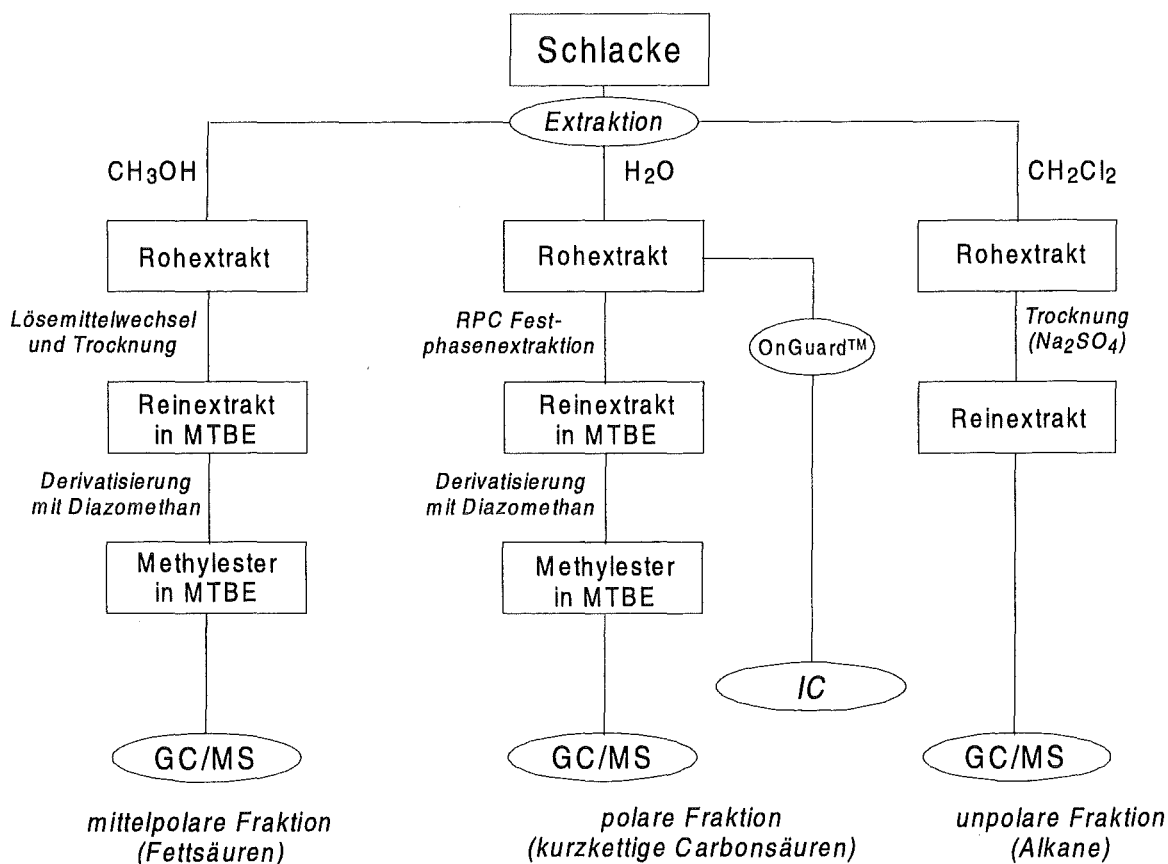 Schlacke
Extraktion
CH₃OH
H₂O
CH₂Cl₂
Rohextrakt
Rohextrakt
Rohextrakt
Lösemittelwechsel
und Trocknung
RPC Fest-
phasenextraktion
OnGuard™
Trocknung
(Na₂SO₄)
Reinextrakt
in MTBE
Reinextrakt
in MTBE
Reinextrakt
Derivatisierung
mit Diazomethan
Derivatisierung
mit Diazomethan
Methylester
in MTBE
Methylester
in MTBE
IC
GC/MS
GC/MS
GC/MS
mittelpolare Fraktion
(Fettsäuren)
polare Fraktion
(kurzkettige Carbonsäuren)
unpolare Fraktion
(Alkane)